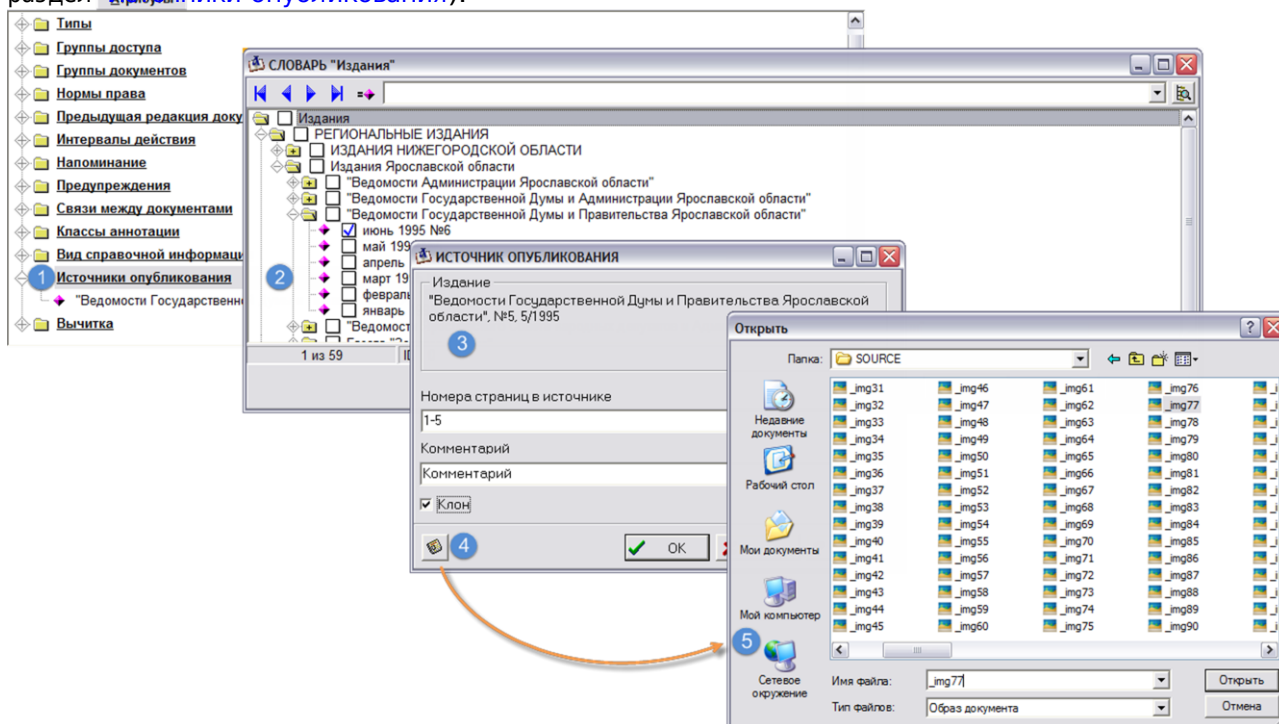 Типы
Группы доступа
Группы документов
Нормы права
Предыдущая редакция доку
Интервалы действия
Напоминание
Предупреждения
Связи между документами
Классы аннотации
Вид справочной информаци
1 Источники опубликования
"Ведомости Государственн
Вычитка
СЛОВАРЬ "Издания"
Издания
РЕГИОНАЛЬНЫЕ ИЗДАНИЯ
ИЗДАНИЯ НИЖЕГОРОДСКОЙ ОБЛАСТИ
Издания Ярославской области
"Ведомости Администрации Ярославской области"
"Ведомости Государственной Думы и Администрации Ярославской области"
"Ведомости Государственной Думы и Правительства Ярославской области"
июнь 1995 №6
май 199
апрель
2 март 19
февраль
январь
"Ведомост
1 из 59
ИСТОЧНИК ОПУБЛИКОВАНИЯ
Издание
"Ведомости Государственной Думы и Правительства Ярославской
области", №5, 5/1995
3
Номера страниц в источнике
1-5
Комментарий
Комментарий
Клон
4 OK
Открыть
Папка: SOURCE
Недавние
документы
Рабочий стол
Мои документы
Мой компьютер
5
Сетевое
окружение
_img31 _img46 _img61 _img76
_img32 _img47 _img62 _img77
_img33 _img48 _img63 _img78
_img34 _img49 _img64 _img79
_img35 _img50 _img65 _img80
_img36 _img51 _img66 _img81
_img37 _img52 _img67 _img82
_img38 _img53 _img68 _img83
_img39 _img54 _img69 _img84
_img40 _img55 _img70 _img85
_img41 _img56 _img71 _img86
_img42 _img57 _img72 _img87
_img43 _img58 _img73 _img88
_img44 _img59 _img74 _img89
_img45 _img60 _img75 _img90
Имя файла: _img77 Открыть
Тип файлов: Образ документа Отмена